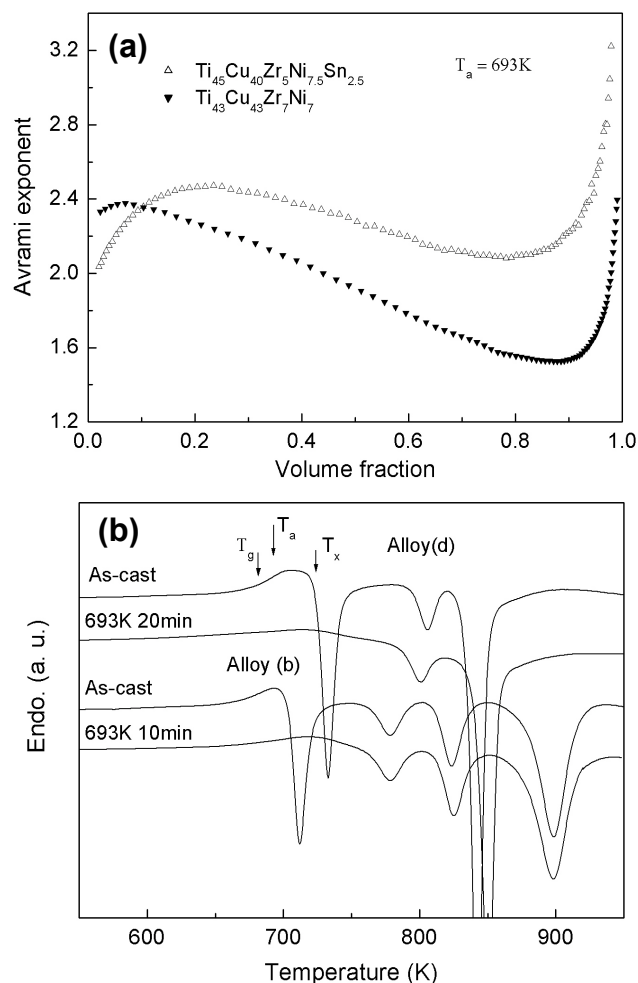 (a)
3.2
2.8
2.4
2.0
1.6
1.2
Avrami exponent
△ Ti45Cu40Zr5Ni7.5Sn2.5
▼ Ti43Cu43Zr7Ni7
Ta = 693K
0.0 0.2 0.4 0.6 0.8 1.0
Volume fraction
(b)
Tg
Ta
Tx
Alloy(d)
As-cast
693K 20min
Alloy (b)
As-cast
693K 10min
Endo. (a. u.)
600 700 800 900
Temperature (K)